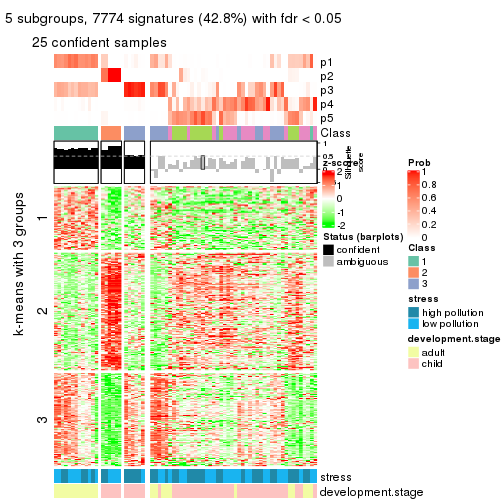 5 subgroups, 7774 signatures (42.8%) with fdr < 0.05
25 confident samples
p1
p2
p3
p4
p5
Class
1
0.5
0
Silhouette
score
k-means with 3 groups
1
2
3
z-score
2
1
0
-1
-2
Status (barplots)
confident
ambiguous
Prob
1
0.8
0.6
0.4
0.2
0
Class
1
2
3
stress
high pollution
low pollution
development.stage
adult
child
stress
development.stage